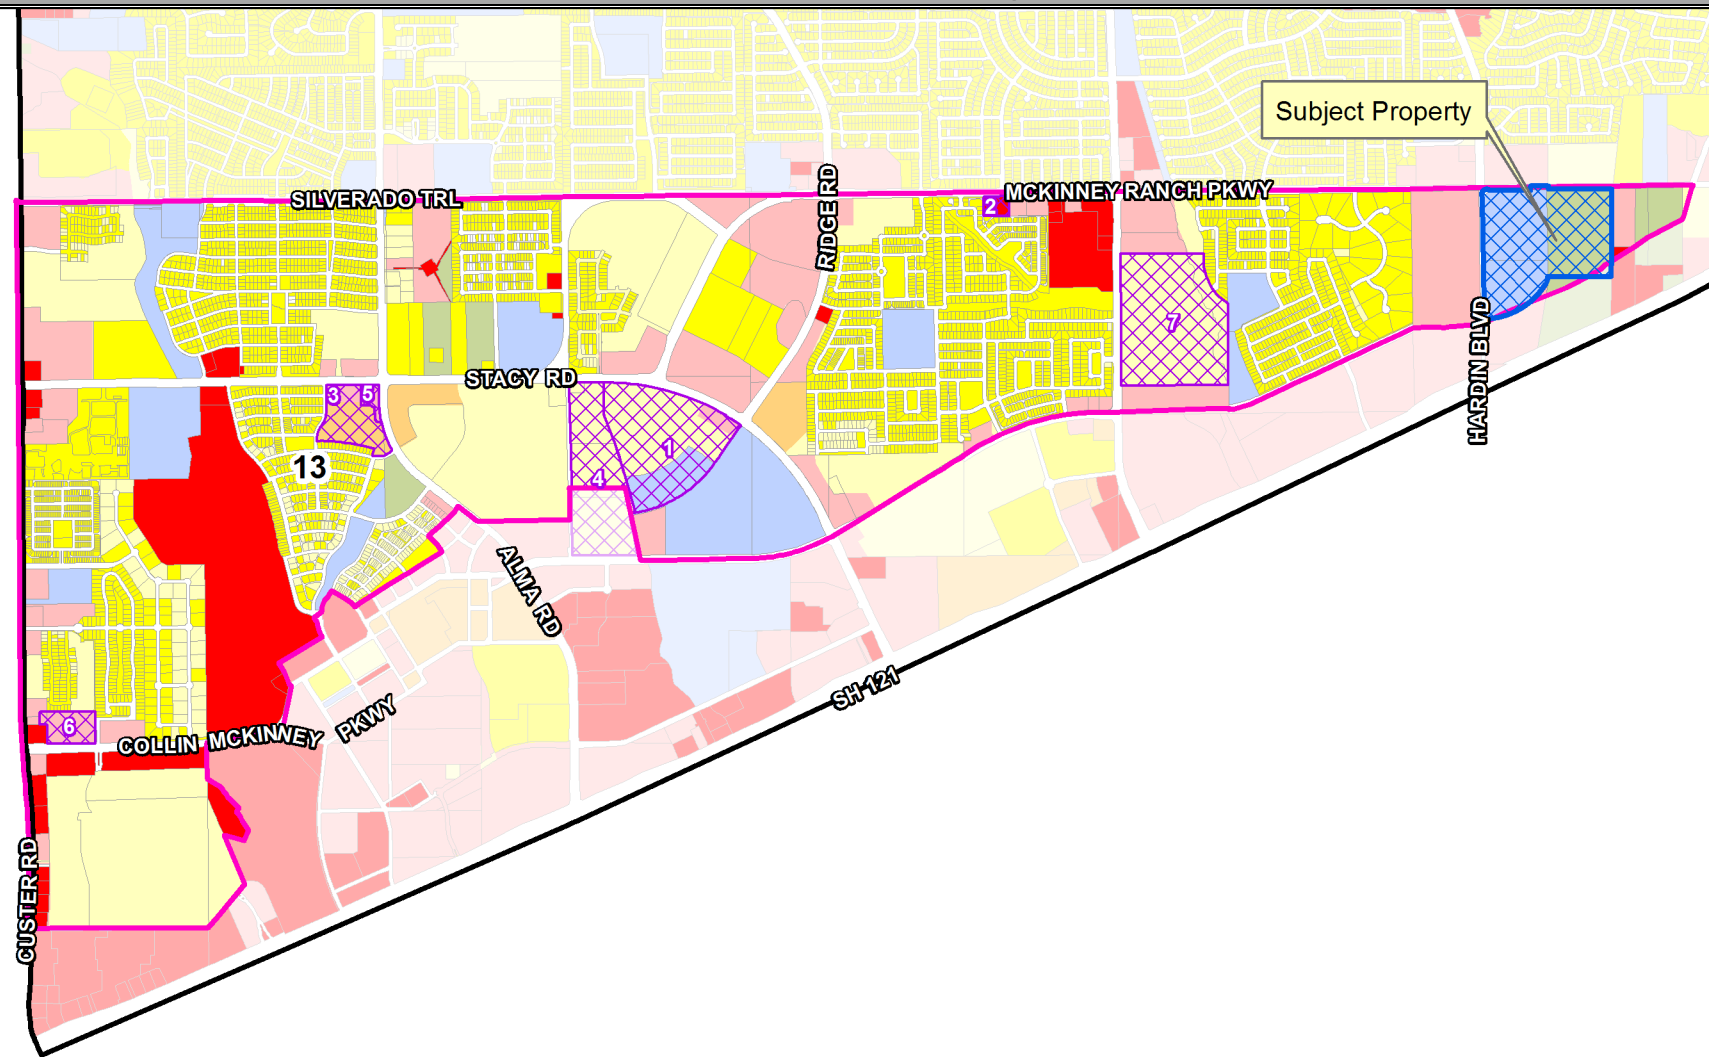 Subject Property
SILVERADO TRL
RIDGE RD
MCKINNEY RANCH PKWY
2
7
HARDIN BLVD
STACY RD
3
5
1
13
4
ALMA RD
SH 121
6
COLLIN MCKINNEY PKWY
CUSTER RD